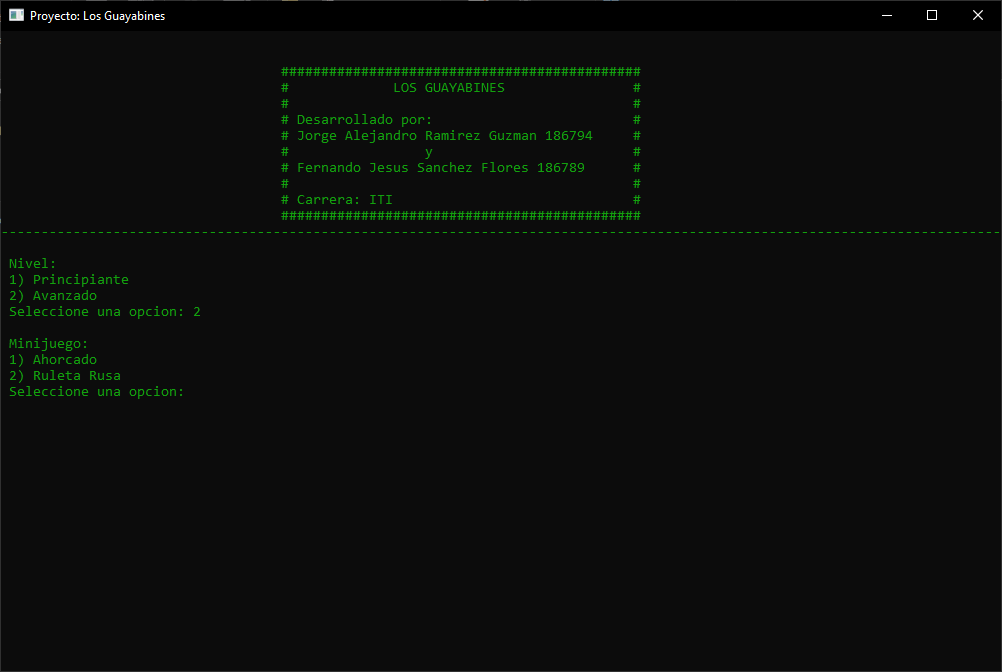 Proyecto: Los Guayabines
#############################################
# LOS GUAYABINES #
# #
# Desarrollado por: #
# Jorge Alejandro Ramirez Guzman 186794 #
# y #
# Fernando Jesus Sanchez Flores 186789 #
# #
# Carrera: ITI #
#############################################
-----------------------------------------------------------------------------------------------------------------------------
Nivel:
1) Principiante
2) Avanzado
Seleccione una opcion: 2
Minijuego:
1) Ahorcado
2) Ruleta Rusa
Seleccione una opcion: